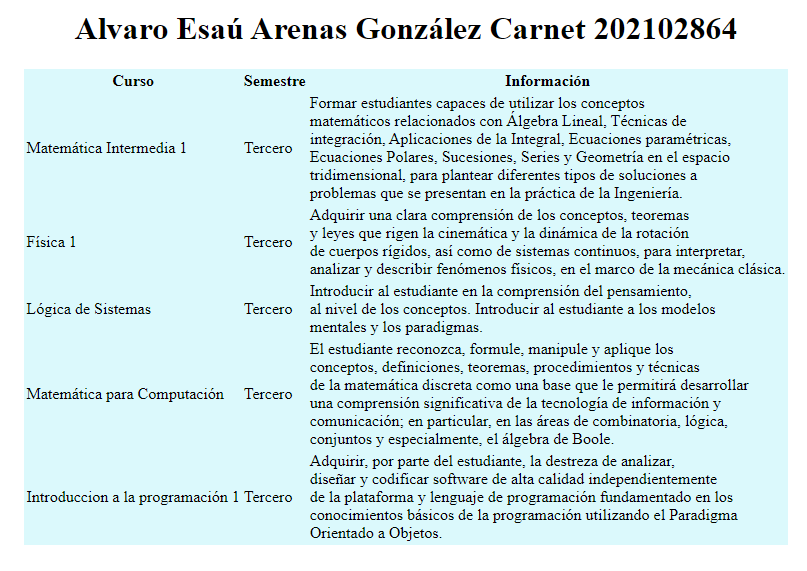 Alvaro Esaú Arenas González Carnet 202102864
Curso Semestre Información
Matemática Intermedia 1 Tercero
Formar estudiantes capaces de utilizar los conceptos
matemáticos relacionados con Álgebra Lineal, Técnicas de
integración, Aplicaciones de la Integral, Ecuaciones paramétricas,
Ecuaciones Polares, Sucesiones, Series y Geometría en el espacio
tridimensional, para plantear diferentes tipos de soluciones a
problemas que se presentan en la práctica de la Ingeniería.
Física 1 Tercero
Adquirir una clara comprensión de los conceptos, teoremas
y leyes que rigen la cinemática y la dinámica de la rotación
de cuerpos rígidos, así como de sistemas continuos, para interpretar,
analizar y describir fenómenos físicos, en el marco de la mecánica clásica.
Lógica de Sistemas Tercero
Introducir al estudiante en la comprensión del pensamiento,
al nivel de los conceptos. Introducir al estudiante a los modelos
mentales y los paradigmas.
Matemática para Computación Tercero
El estudiante reconozca, formule, manipule y aplique los
conceptos, definiciones, teoremas, procedimientos y técnicas
de la matemática discreta como una base que le permitirá desarrollar
una comprensión significativa de la tecnología de información y
comunicación; en particular, en las áreas de combinatoria, lógica,
conjuntos y especialmente, el álgebra de Boole.
Introduccion a la programación 1 Tercero
Adquirir, por parte del estudiante, la destreza de analizar,
diseñar y codificar software de alta calidad independientemente
de la plataforma y lenguaje de programación fundamentado en los
conocimientos básicos de la programación utilizando el Paradigma
Orientado a Objetos.